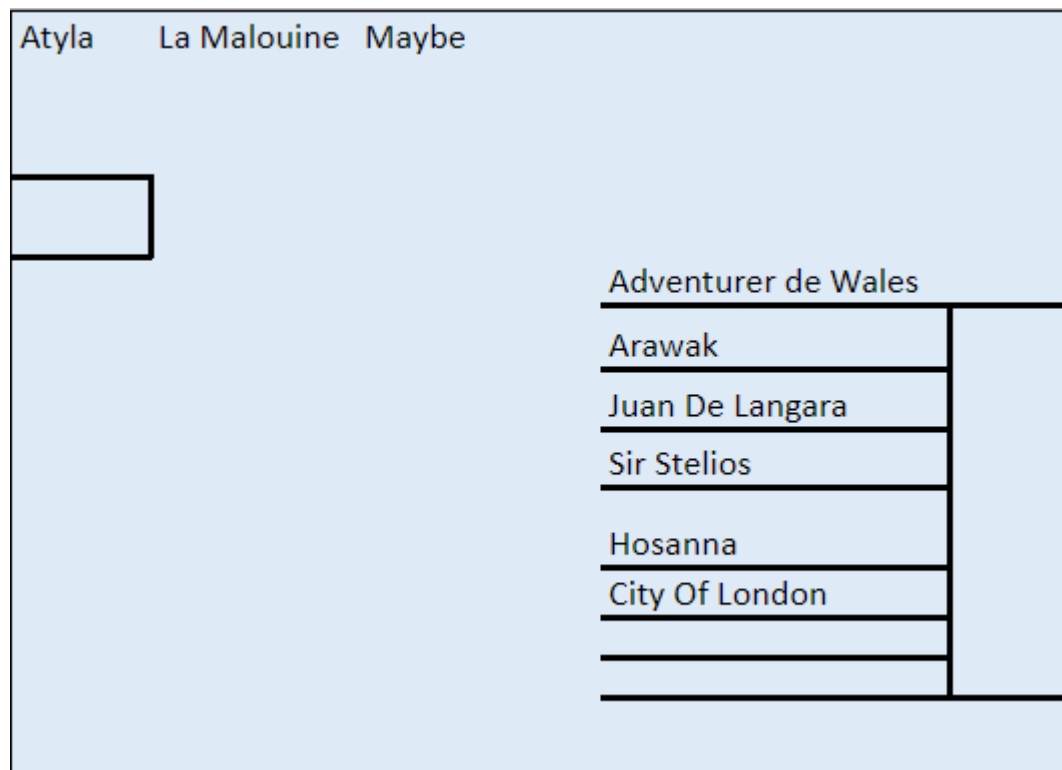 Atyla La Malouine Maybe
Adventurer de Wales
Arawak
Juan De Langara
Sir Stelios
Hosanna
City Of London